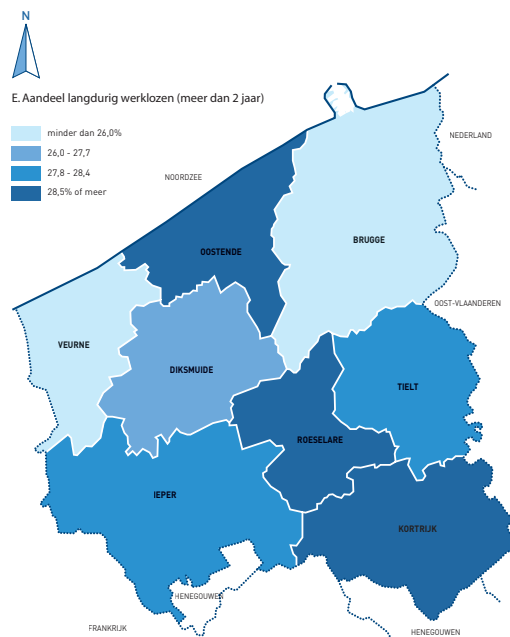 N
E. Aandeel langdurig werklozen (meer dan 2 jaar)
minder dan 26,0%
26,0 - 27,7
27,8 - 28,4
28,5% of meer
NEDERLAND
NOORDZEE
BRUGGE
OOSTENDE
OOST-VLAANDEREN
VEURNE
DIKSMUIDE
TIELT
ROESELARE
IEPER
KORTRIJK
HENEGOUWEN
FRANKRIJK
HENEGOUWEN